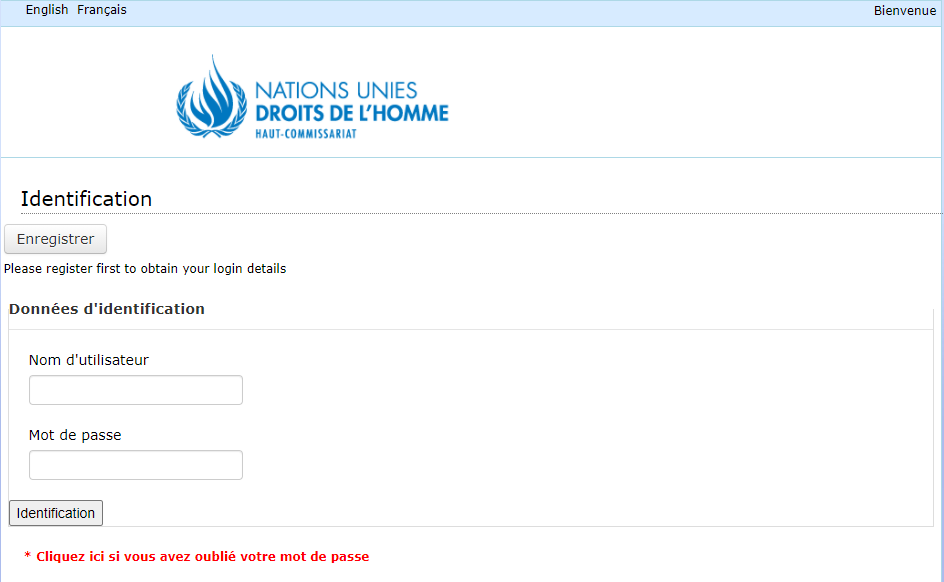 English Français Bienvenue
NATIONS UNIES
DROITS DE L'HOMME
HAUT-COMMISSARIAT
Identification
Enregistrer
Please register first to obtain your login details
Données d'identification
Nom d'utilisateur
Mot de passe
Identification
* Cliquez ici si vous avez oublié votre mot de passe